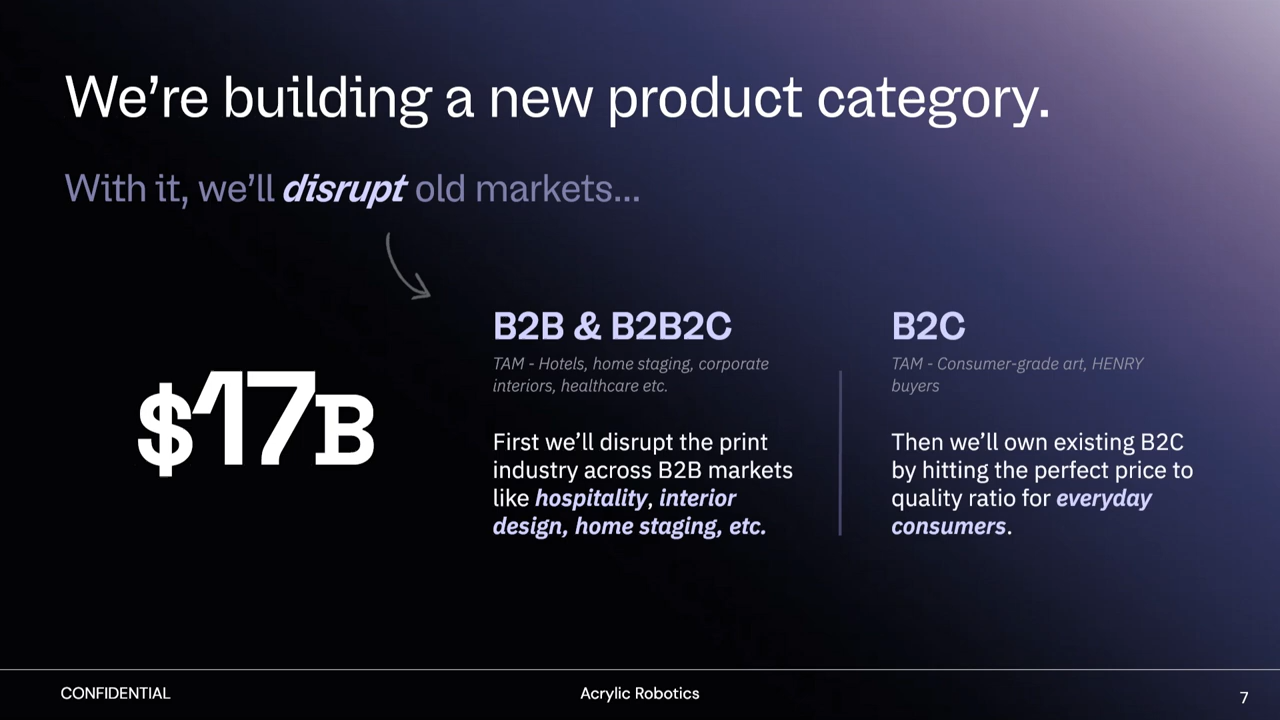 We're building a new product category.
With it, we'll disrupt old markets...
$17B
B2B & B2B2C
TAM - Hotels, home staging, corporate
interiors, healthcare etc.
First we'll disrupt the print
industry across B2B markets
like hospitality, interior
design, home staging, etc.
B2C
TAM - Consumer-grade art, HENRY
buyers
Then we'll own existing B2C
by hitting the perfect price to
quality ratio for everyday
consumers.
CONFIDENTIAL
Acrylic Robotics
7